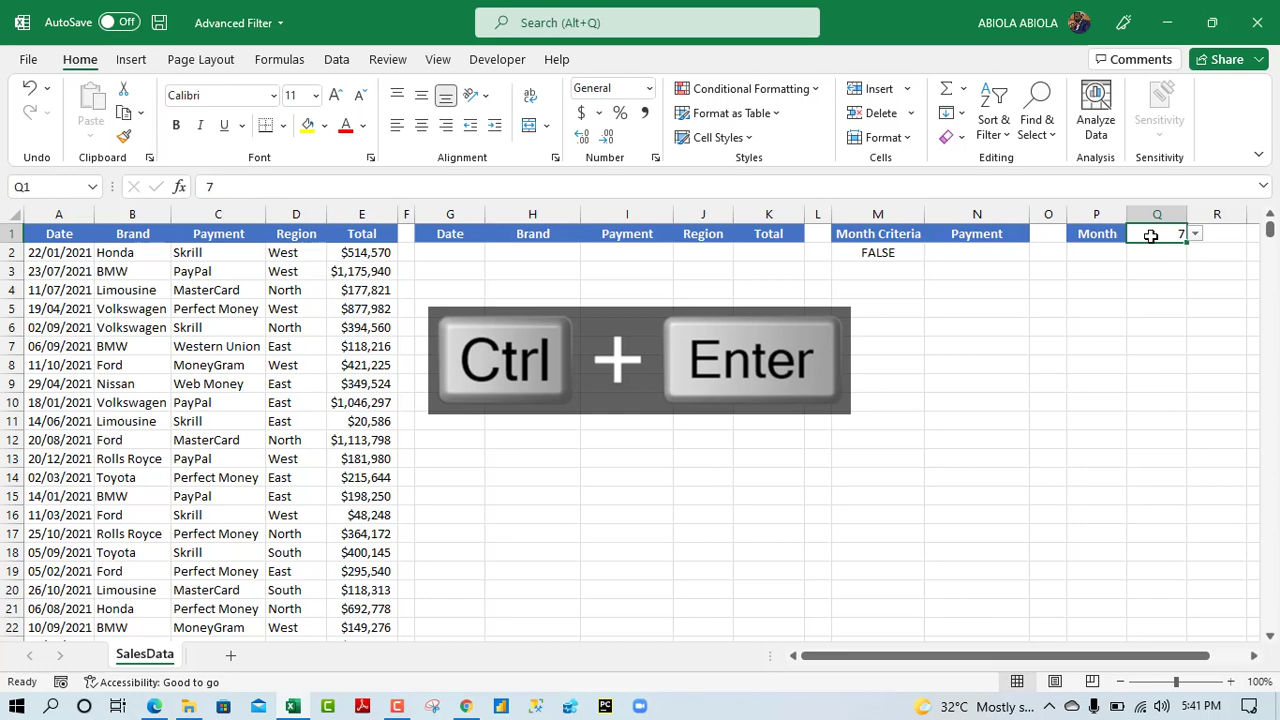 AutoSave Off Advanced Filter Search (Alt+Q) ABIOLA ABIOLA
File Home Insert Page Layout Formulas Data Review View Developer Help Comments Share
Calibri 11 General Conditional Formatting Insert
Paste Format as Table Delete Sort & Filter Find & Select Analyze Data Sensitivity
B I U A $ % Cell Styles Format
Undo Clipboard Font Alignment Number Styles Cells Editing Analysis Sensitivity
Q1 fx 7
A B C D E F G H I J K L M N O P Q R
1 Date Brand Payment Region Total Date Brand Payment Region Total Month Criteria Payment Month 7
2 22/01/2021 Honda Skrill West $514,570 FALSE
3 23/07/2021 BMW PayPal West $1,175,940
4 11/07/2021 Limousine MasterCard North $177,821
5 19/04/2021 Volkswagen Perfect Money West $877,982
6 02/09/2021 Volkswagen Skrill North $394,560
7 06/09/2021 BMW Western Union East $118,216
8 11/10/2021 Ford MoneyGram West $421,225
9 29/04/2021 Nissan Web Money East $349,524
10 18/01/2021 Volkswagen PayPal East $1,046,297
11 14/06/2021 Limousine Skrill East $20,586
12 20/08/2021 Ford MasterCard North $1,113,798
13 20/12/2021 Rolls Royce PayPal West $181,980
14 02/03/2021 Toyota Perfect Money East $215,644
15 14/01/2021 BMW PayPal East $198,250
16 11/03/2021 Ford Skrill West $48,248
17 25/10/2021 Rolls Royce Perfect Money North $364,172
18 05/09/2021 Toyota Skrill South $400,145
19 05/02/2021 Ford Perfect Money East $295,540
20 26/10/2021 Limousine MasterCard South $118,313
21 06/08/2021 Honda Perfect Money North $692,778
22 10/09/2021 BMW MoneyGram West $149,276
Ctrl + Enter
SalesData
Ready Accessibility: Good to go 100%
32°C Mostly s... 5:41 PM